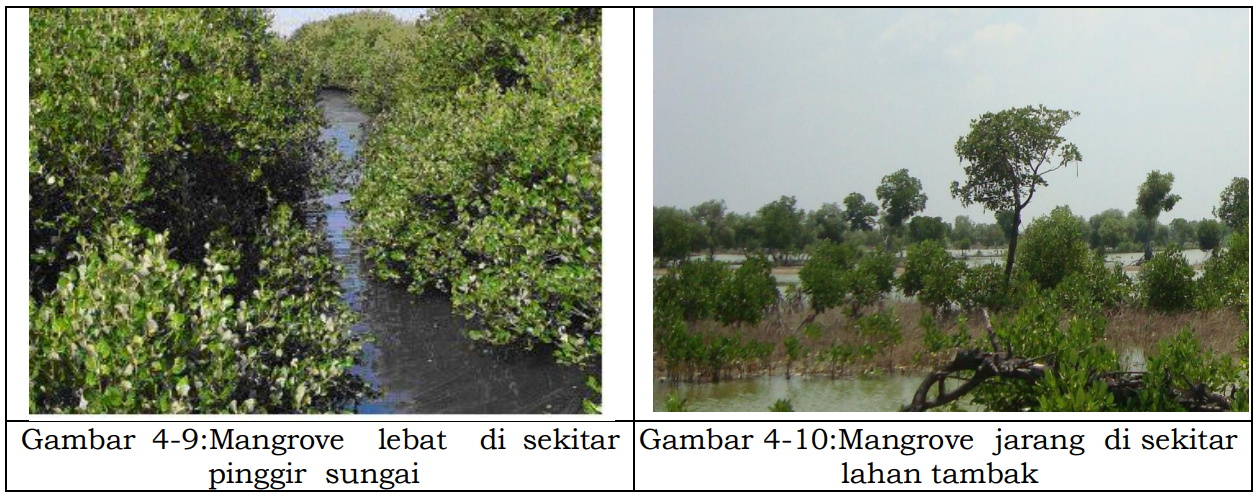 Gambar 4-9:Mangrove lebat di sekitar
pinggir sungai
Gambar 4-10:Mangrove jarang di sekitar
lahan tambak